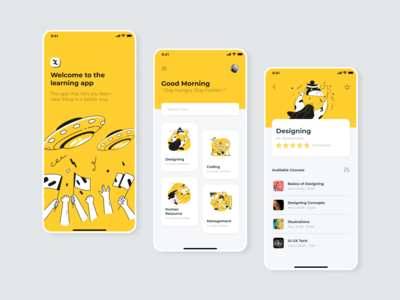 9:41
Welcome to the
learning app
The app that let's you learn
new thing in a better way.
9:41
Good Morning
" Stay Hungry, Stay Foolish! "
Search here
Designing
Coding
Human
Resource
Management
9:41
Designing
Available Courses
Basics of Designing
Designing Concepts
Illustrations
UI-UX Tech